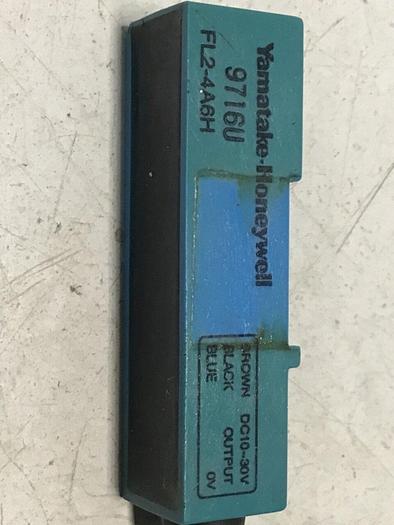 Yamatake-Honeywell
9716U
FL2-4A6H
BROWN DC10~30V
BLACK OUTPUT
BLUE 0V